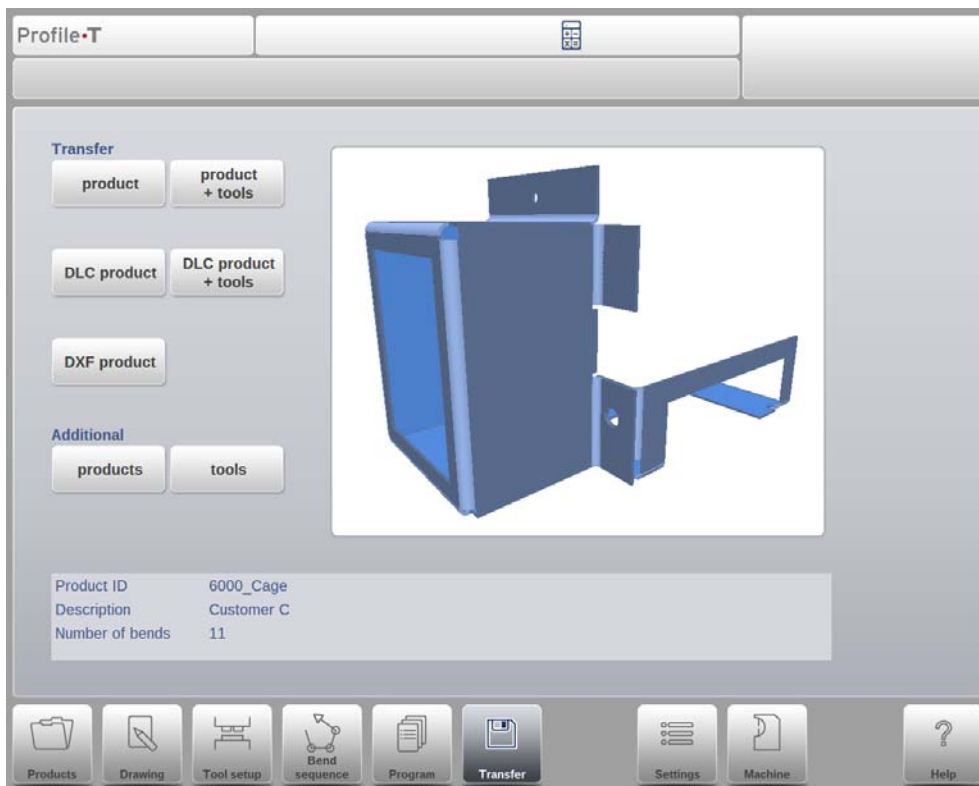 Profile·T
Transfer
product
product
+ tools
DLC product
DLC product
+ tools
DXF product
Additional
products
tools
Product ID 6000_Cage
Description Customer C
Number of bends 11
Products
Drawing
Tool setup
Bend
sequence
Program
Transfer
Settings
Machine
?
Help